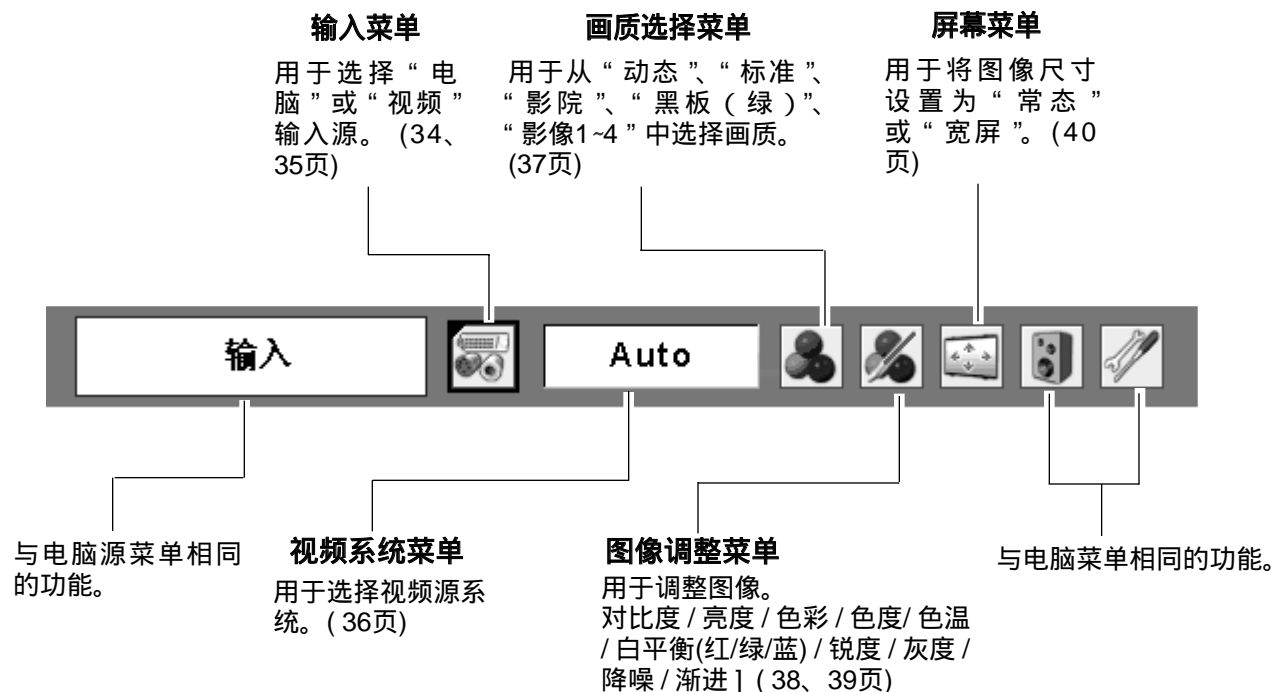 输入菜单
用于选择“电
脑”或“视频”
输入源。 (34、
35页)
画质选择菜单
用于从“动态”、“标准”、
“影院”、“黑板（绿）”、
“影像1~4”中选择画质。
(37页)
屏幕菜单
用于将图像尺寸
设置为“常态”
或“宽屏”。(40
页)
输入
Auto
与电脑源菜单相同
的功能。
视频系统菜单
用于选择视频源系
统。( 36页)
图像调整菜单
用于调整图像。
对比度 / 亮度 / 色彩 / 色度/ 色温
/ 白平衡(红/绿/蓝) / 锐度 / 灰度 /
降噪 / 渐进 ] ( 38、39页)
与电脑菜单相同的功能。